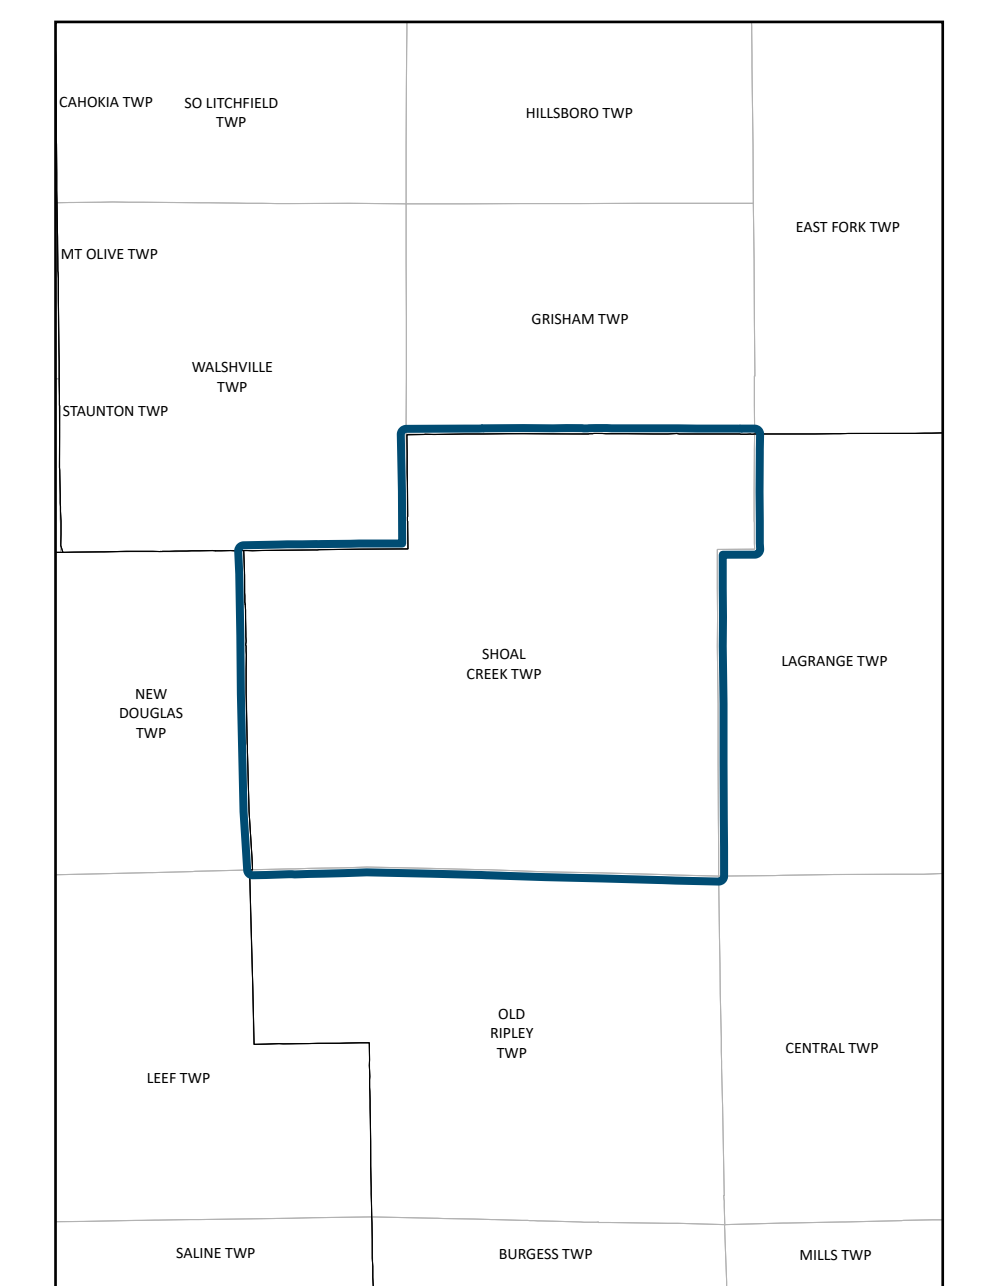 CAHOKIA TWP
SO LITCHFIELD
TWP
HILLSBORO TWP
EAST FORK TWP
MT OLIVE TWP
GRISHAM TWP
WALSHVILLE
TWP
STAUNTON TWP
SHOAL
CREEK TWP
LAGRANGE TWP
NEW
DOUGLAS
TWP
OLD
RIPLEY
TWP
CENTRAL TWP
LEEF TWP
SALINE TWP
BURGESS TWP
MILLS TWP